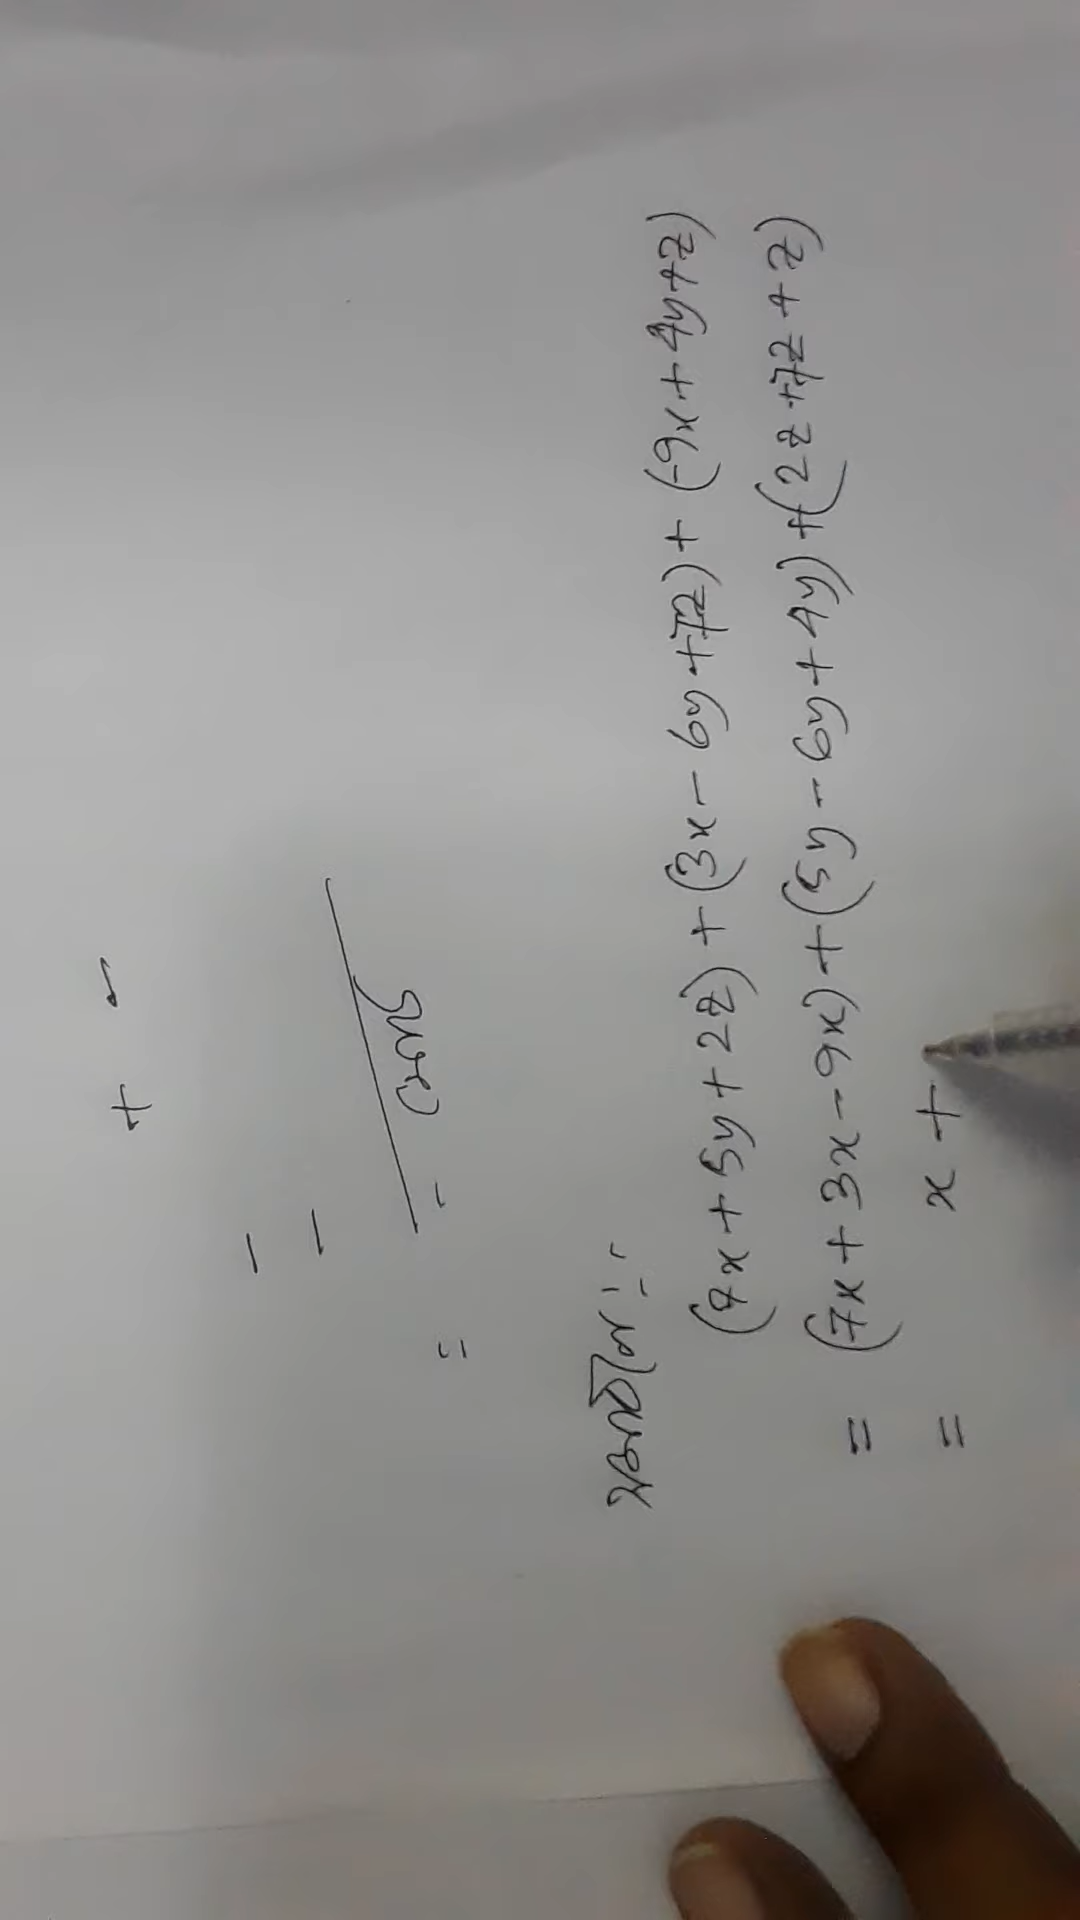 + -
-
-
= - বিয়োগ
সমাধান :-
(7x + 5y + 2z) + (3x - 6y + 7z) + (-9x + 4y + z)
= (7x + 3x - 9x) + (5y - 6y + 4y) + (2z + 7z + z)
= x +